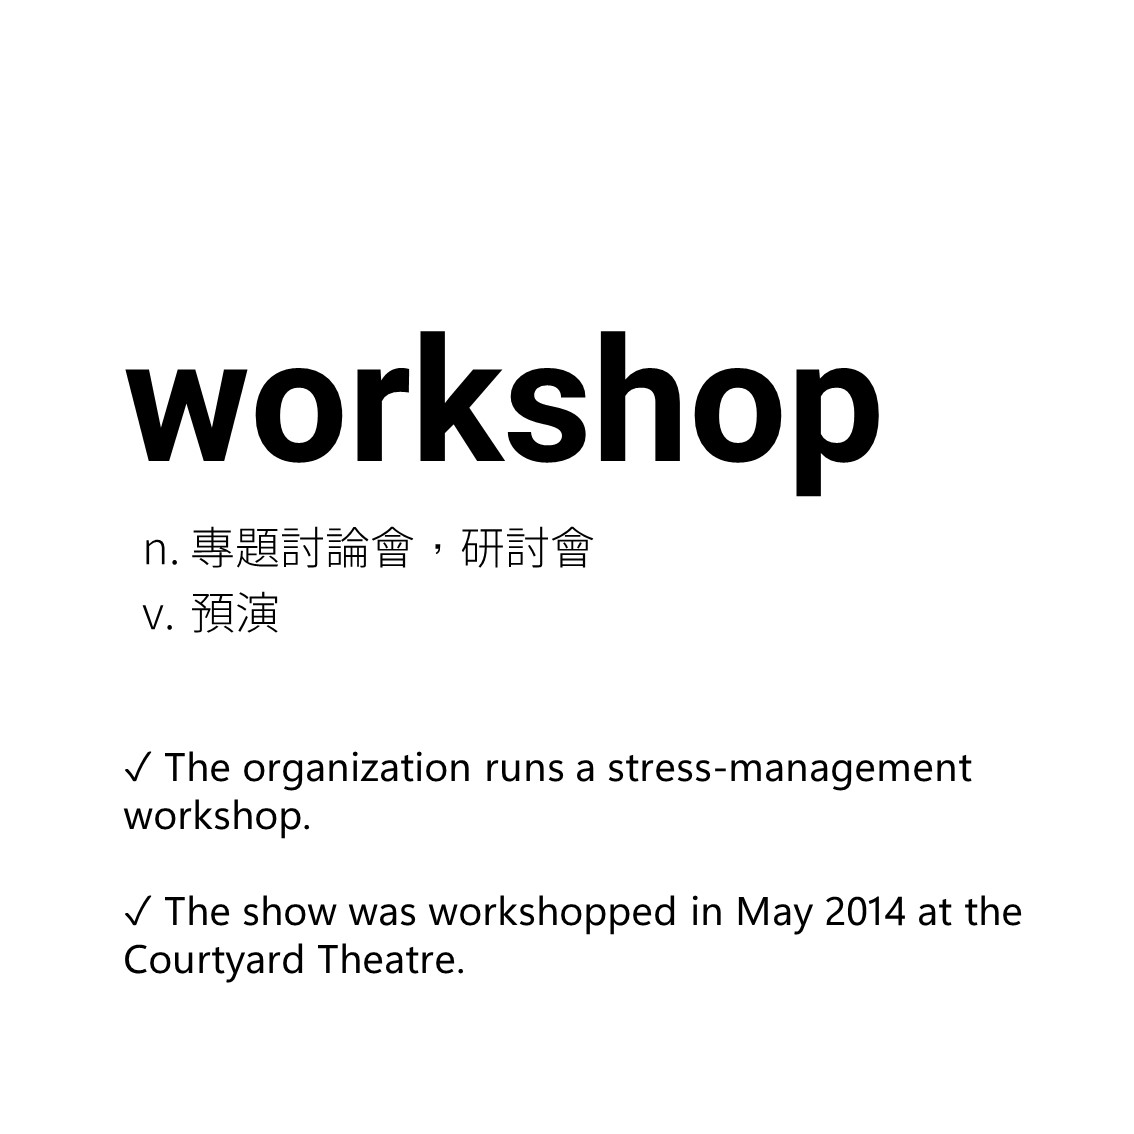 workshop
n. 專題討論會，研討會
v. 預演
✓ The organization runs a stress-management
workshop.
✓ The show was workshopped in May 2014 at the
Courtyard Theatre.